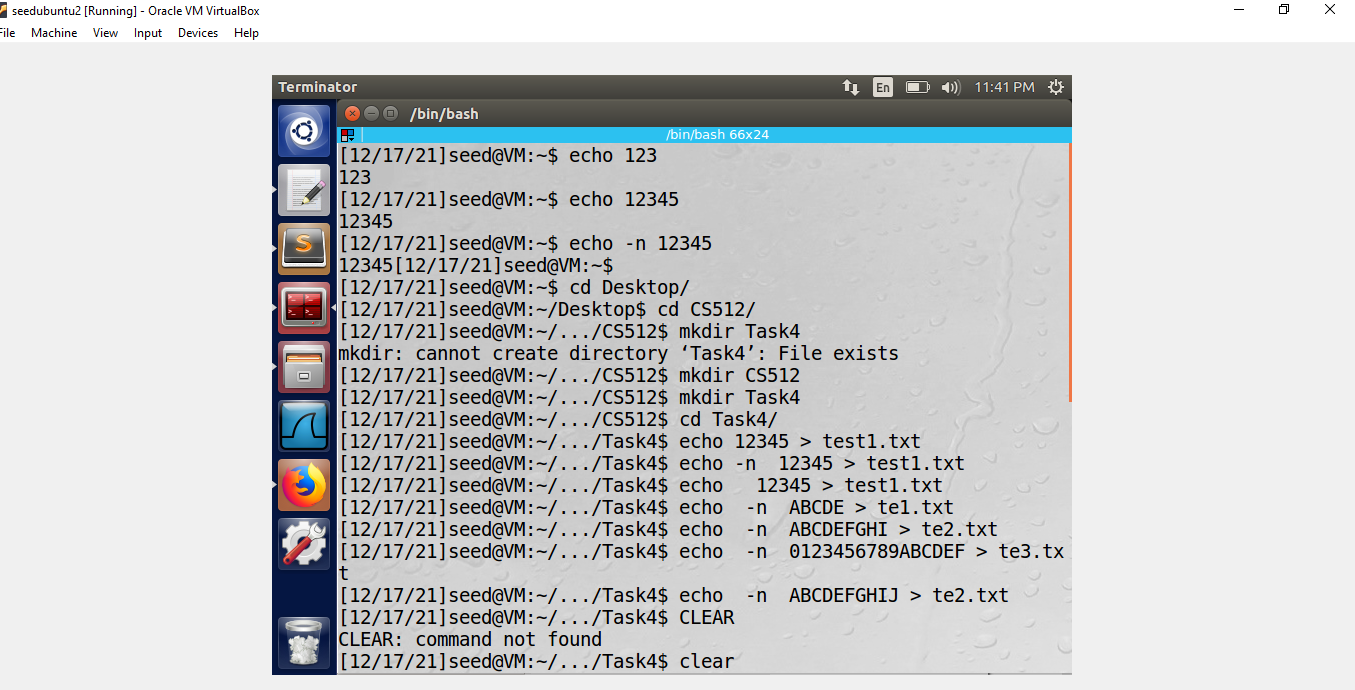 seedubuntu2 [Running] - Oracle VM VirtualBox
File Machine View Input Devices Help
Terminator En 11:41 PM
/bin/bash
/bin/bash 66x24
[12/17/21]seed@VM:~$ echo 123
123
[12/17/21]seed@VM:~$ echo 12345
12345
[12/17/21]seed@VM:~$ echo -n 12345
12345[12/17/21]seed@VM:~$
[12/17/21]seed@VM:~$ cd Desktop/
[12/17/21]seed@VM:~/Desktop$ cd CS512/
[12/17/21]seed@VM:~/.../CS512$ mkdir Task4
mkdir: cannot create directory ‘Task4’: File exists
[12/17/21]seed@VM:~/.../CS512$ mkdir CS512
[12/17/21]seed@VM:~/.../CS512$ mkdir Task4
[12/17/21]seed@VM:~/.../CS512$ cd Task4/
[12/17/21]seed@VM:~/.../Task4$ echo 12345 > test1.txt
[12/17/21]seed@VM:~/.../Task4$ echo -n  12345 > test1.txt
[12/17/21]seed@VM:~/.../Task4$ echo   12345 > test1.txt
[12/17/21]seed@VM:~/.../Task4$ echo  -n  ABCDE > te1.txt
[12/17/21]seed@VM:~/.../Task4$ echo  -n  ABCDEFGHI > te2.txt
[12/17/21]seed@VM:~/.../Task4$ echo  -n  0123456789ABCDEF > te3.tx
t
[12/17/21]seed@VM:~/.../Task4$ echo  -n  ABCDEFGHIJ > te2.txt
[12/17/21]seed@VM:~/.../Task4$ CLEAR
CLEAR: command not found
[12/17/21]seed@VM:~/.../Task4$ clear